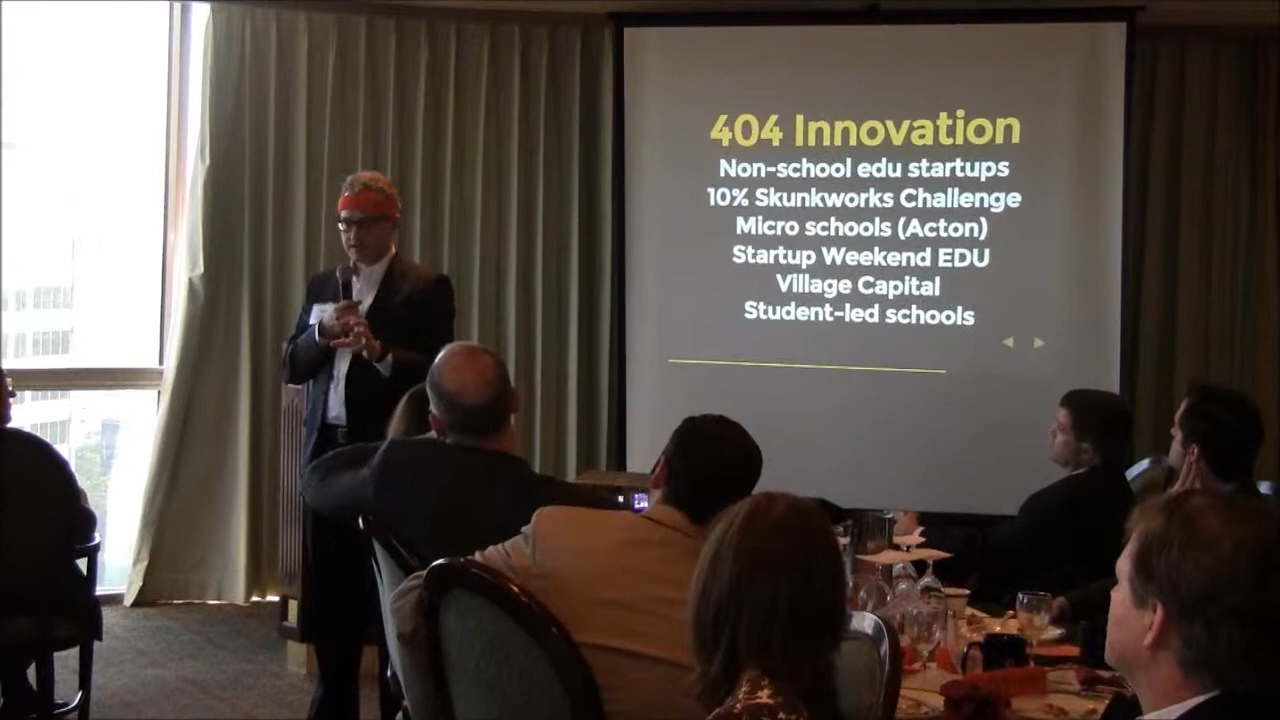 404 Innovation
Non-school edu startups
10% Skunkworks Challenge
Micro schools (Acton)
Startup Weekend EDU
Village Capital
Student-led schools